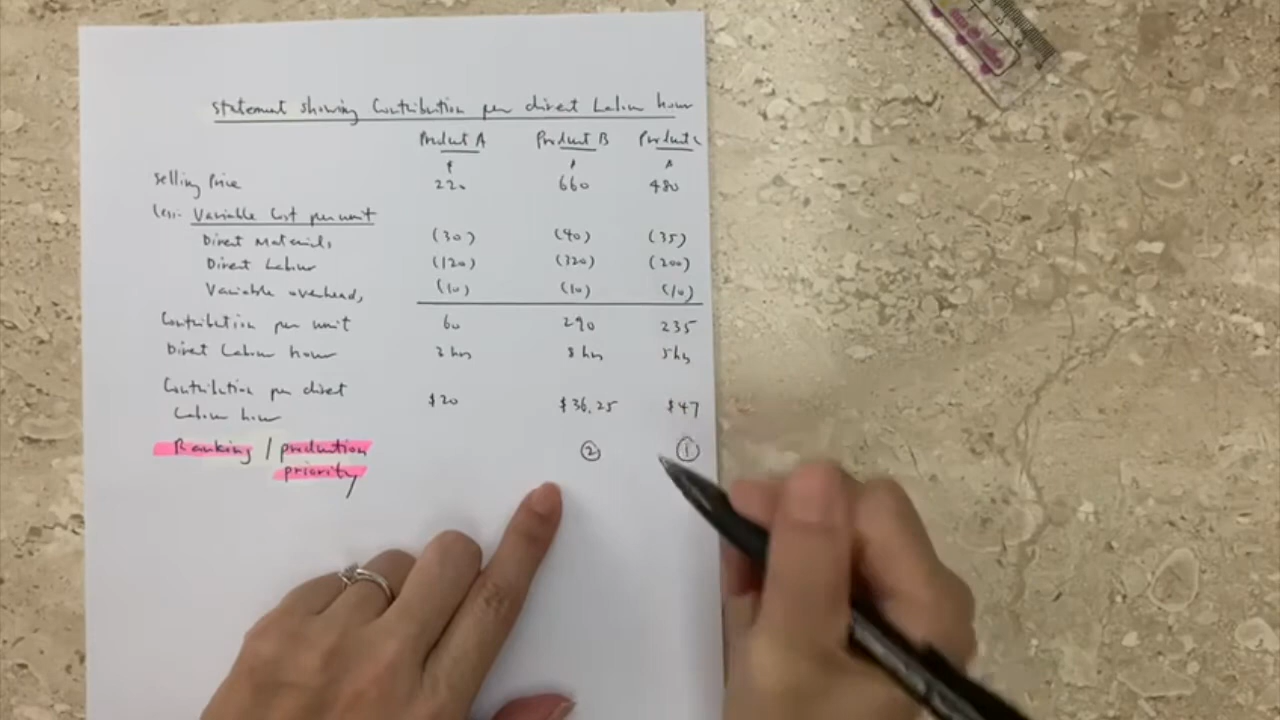 Statement showing Contribution per direct Labour hour
Product A Product B Product C
$ $ $
Selling Price 220 660 480
Less: Variable Cost per unit
Direct Materials (30) (40) (35)
Direct Labour (120) (320) (200)
Variable overheads (10) (10) (10)
Contribution per unit 60 290 235
Direct Labour hour 3 hrs 8 hrs 5 hrs
Contribution per direct
Labour hour $20 $36.25 $47
Ranking / production ② ①
priority